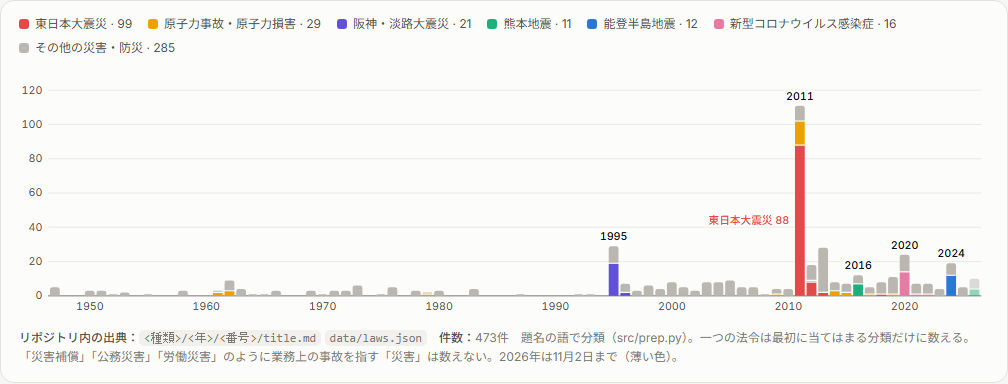 東日本大震災 · 99 原子力事故・原子力損害 · 29 阪神・淡路大震災 · 21 熊本地震 · 11 能登半島地震 · 12 新型コロナウイルス感染症 · 16
その他の災害・防災 · 285
120
2011
100
80
60
東日本大震災 88
40
1995
2020
2024
20
2016
0
1950 1960 1970 1980 1990 2000 2010 2020
リポジトリ内の出典：<種類>/<年>/<番号>/title.md data/laws.json 件数：473件 題名の語で分類（src/prep.py）。一つの法令は最初に当てはまる分類だけに数える。
「災害補償」「公務災害」「労働災害」のように業務上の事故を指す「災害」は数えない。2026年は11月2日まで（薄い色）。